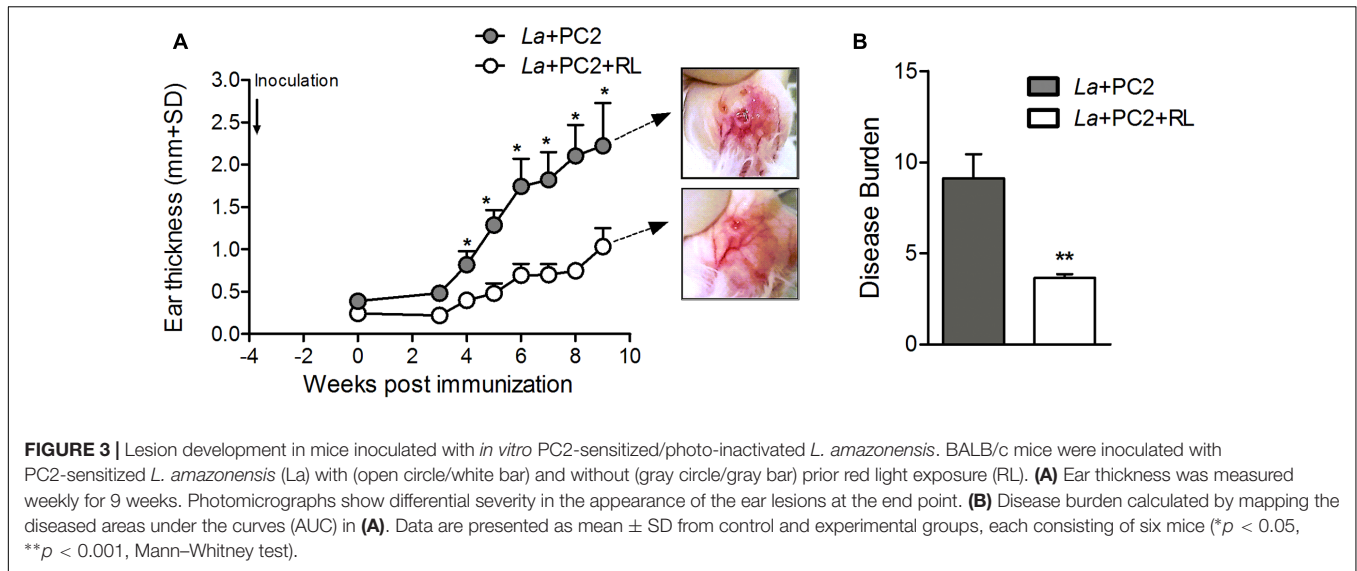 A
La+PC2
La+PC2+RL
Ear thickness (mm+SD)
3.0
2.5
2.0
1.5
1.0
0.5
0.0
Inoculation
*
*
*
*
*
*
-4
-2
0
2
4
6
8
10
Weeks post immunization
B
La+PC2
La+PC2+RL
Disease Burden
15
10
5
0
**
FIGURE 3 | Lesion development in mice inoculated with in vitro PC2-sensitized/photo-inactivated L. amazonensis. BALB/c mice were inoculated with
PC2-sensitized L. amazonensis (La) with (open circle/white bar) and without (gray circle/gray bar) prior red light exposure (RL). (A) Ear thickness was measured
weekly for 9 weeks. Photomicrographs show differential severity in the appearance of the ear lesions at the end point. (B) Disease burden calculated by mapping the
diseased areas under the curves (AUC) in (A). Data are presented as mean ± SD from control and experimental groups, each consisting of six mice (*p < 0.05,
**p < 0.001, Mann–Whitney test).